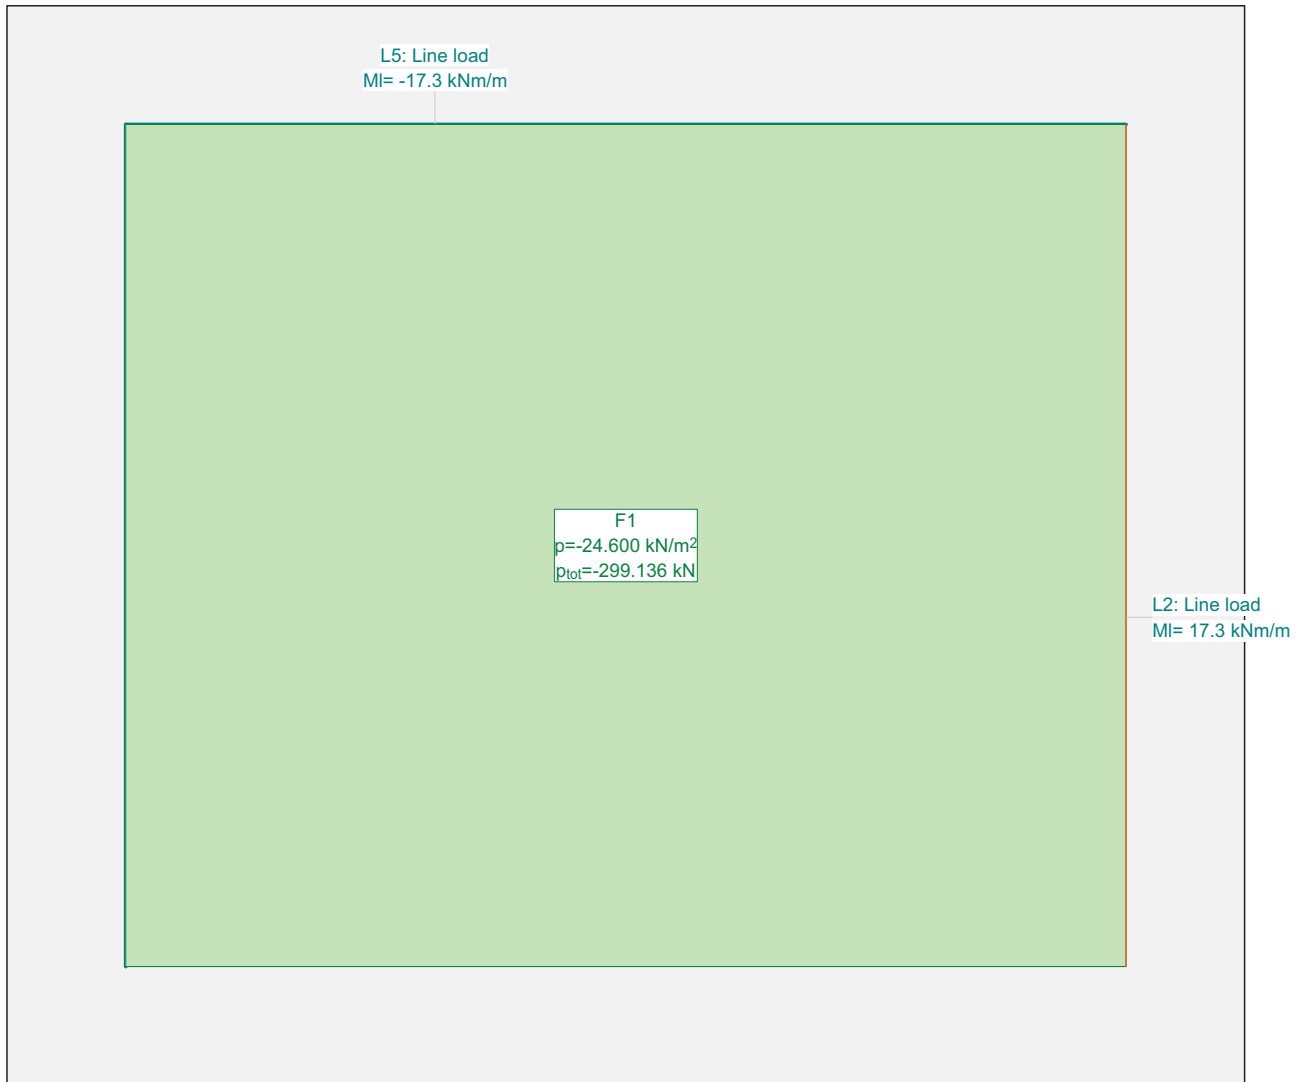 L5: Line load
Ml= -17.3 kNm/m
F1
p=-24.600 kN/m²
pₜₒₜ=-299.136 kN
L2: Line load
Ml= 17.3 kNm/m